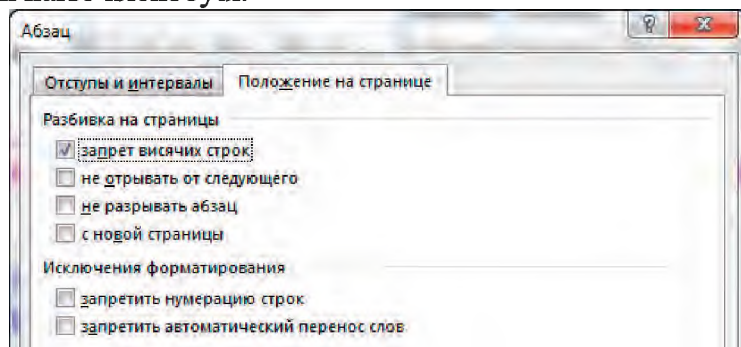 Абзац
Отступы и интервалы Положение на странице
Разбивка на страницы
запрет висячих строк
не отрывать от следующего
не разрывать абзац
с новой страницы
Исключения форматирования
запретить нумерацию строк
запретить автоматический перенос слов